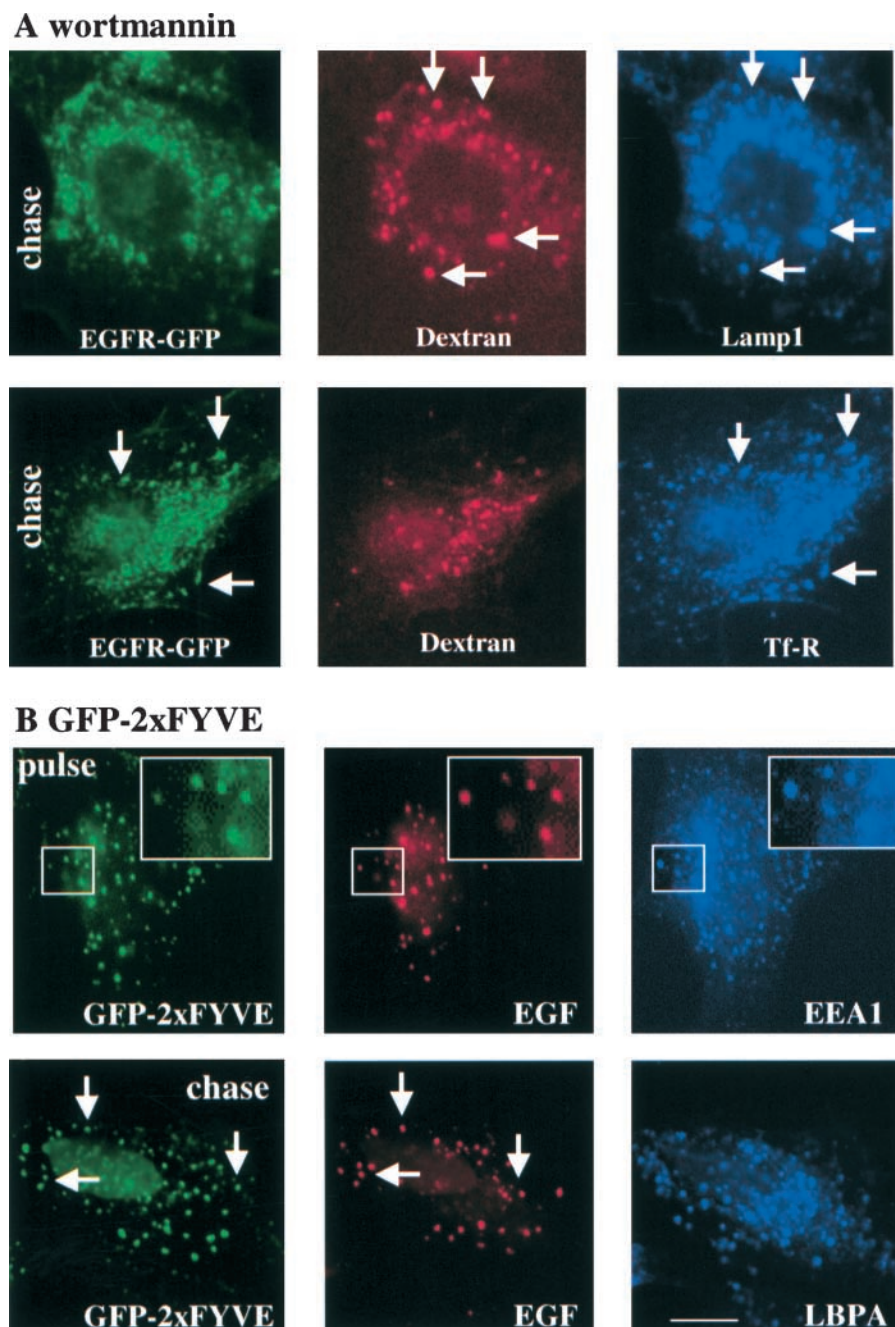 A wortmannin
chase
EGFR-GFP
Dextran
Lamp1
chase
EGFR-GFP
Dextran
Tf-R
B GFP-2xFYVE
pulse
GFP-2xFYVE
EGF
EEA1
chase
GFP-2xFYVE
EGF
LBPA